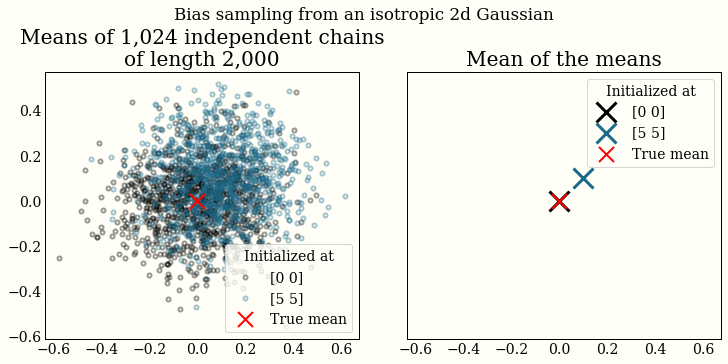 Bias sampling from an isotropic 2d Gaussian
Means of 1,024 independent chains
of length 2,000
0.4
0.2
0.0
−0.2
−0.4
−0.6
−0.6 −0.4 −0.2 0.0 0.2 0.4 0.6
Initialized at
[0 0]
[5 5]
True mean
Mean of the means
Initialized at
[0 0]
[5 5]
True mean
−0.6 −0.4 −0.2 0.0 0.2 0.4 0.6